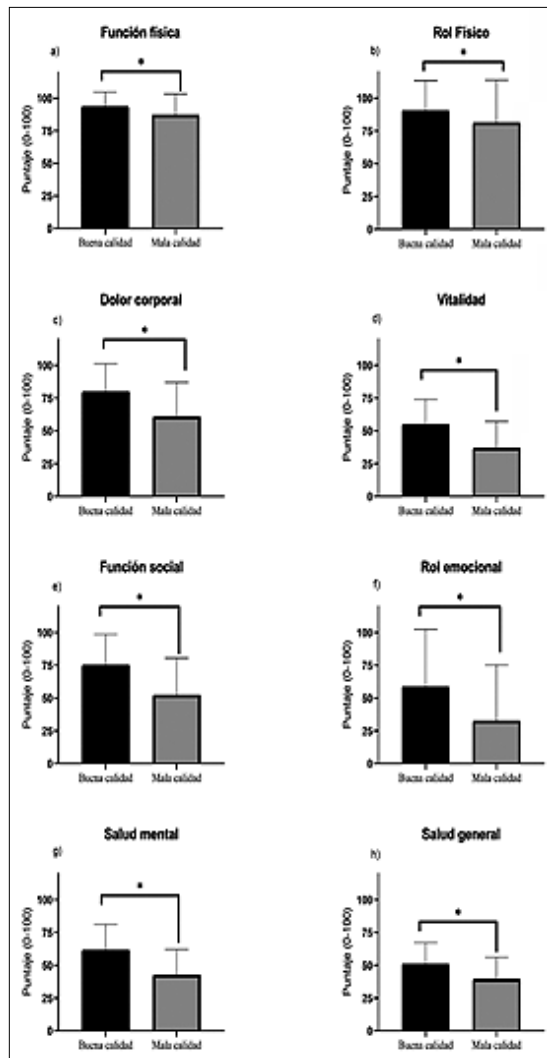 Función física
a)
*
Puntaje (0-100)
100
75
50
25
0
Buena calidad Mala calidad
Rol Físico
b)
*
Puntaje (0-100)
100
75
50
25
0
Buena calidad Mala calidad
Dolor corporal
c)
*
Puntaje (0-100)
100
75
50
25
0
Buena calidad Mala calidad
Vitalidad
d)
*
Puntaje (0-100)
100
75
50
25
0
Buena calidad Mala calidad
Función social
e)
*
Puntaje (0-100)
100
75
50
25
0
Buena calidad Mala calidad
Rol emocional
f)
*
Puntaje (0-100)
100
75
50
25
0
Buena calidad Mala calidad
Salud mental
g)
*
Puntaje (0-100)
100
75
50
25
0
Buena calidad Mala calidad
Salud general
h)
*
Puntaje (0-100)
100
75
50
25
0
Buena calidad Mala calidad